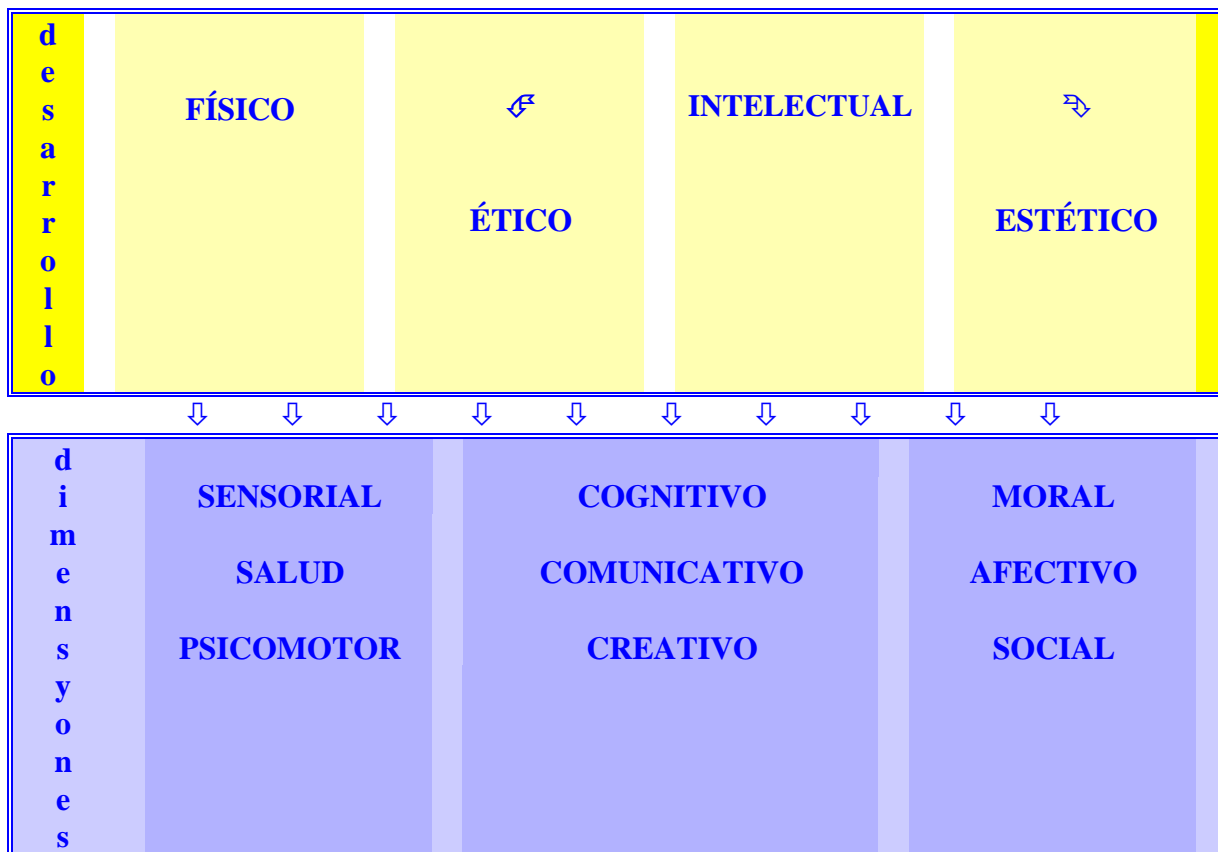 desarrollo
FÍSICO INTELECTUAL
ÉTICO ESTÉTICO
dimensyones
SENSORIAL COGNITIVO MORAL
SALUD COMUNICATIVO AFECTIVO
PSICOMOTOR CREATIVO SOCIAL